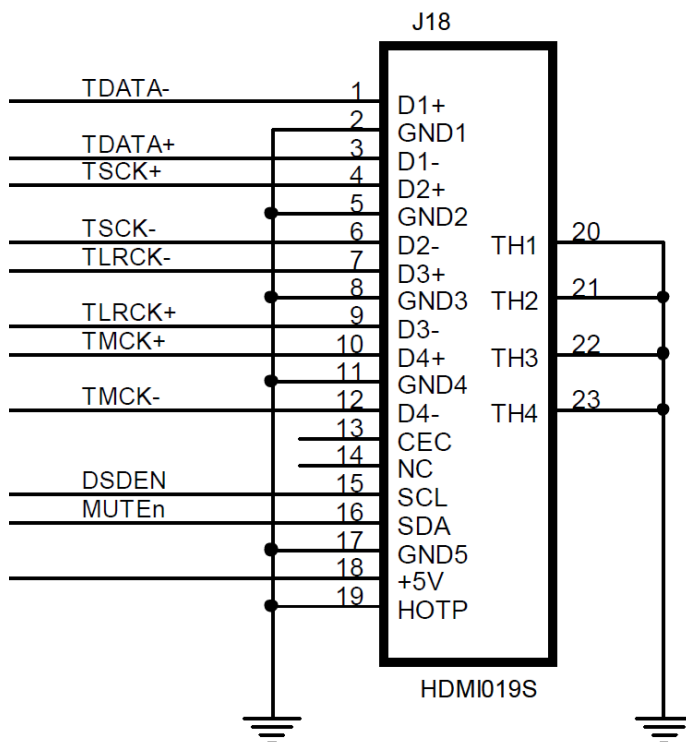 J18
TDATA- 1 D1+
2 GND1
TDATA+ 3 D1-
TSCK+ 4 D2+
5 GND2
TSCK- 6 D2- TH1 20
TLRCK- 7 D3+
8 GND3 TH2 21
TLRCK+ 9 D3-
TMCK+ 10 D4+ TH3 22
11 GND4
TMCK- 12 D4- TH4 23
13 CEC
14 NC
DSDEN 15 SCL
MUTEn 16 SDA
17 GND5
18 +5V
19 HOTP
HDMI019S